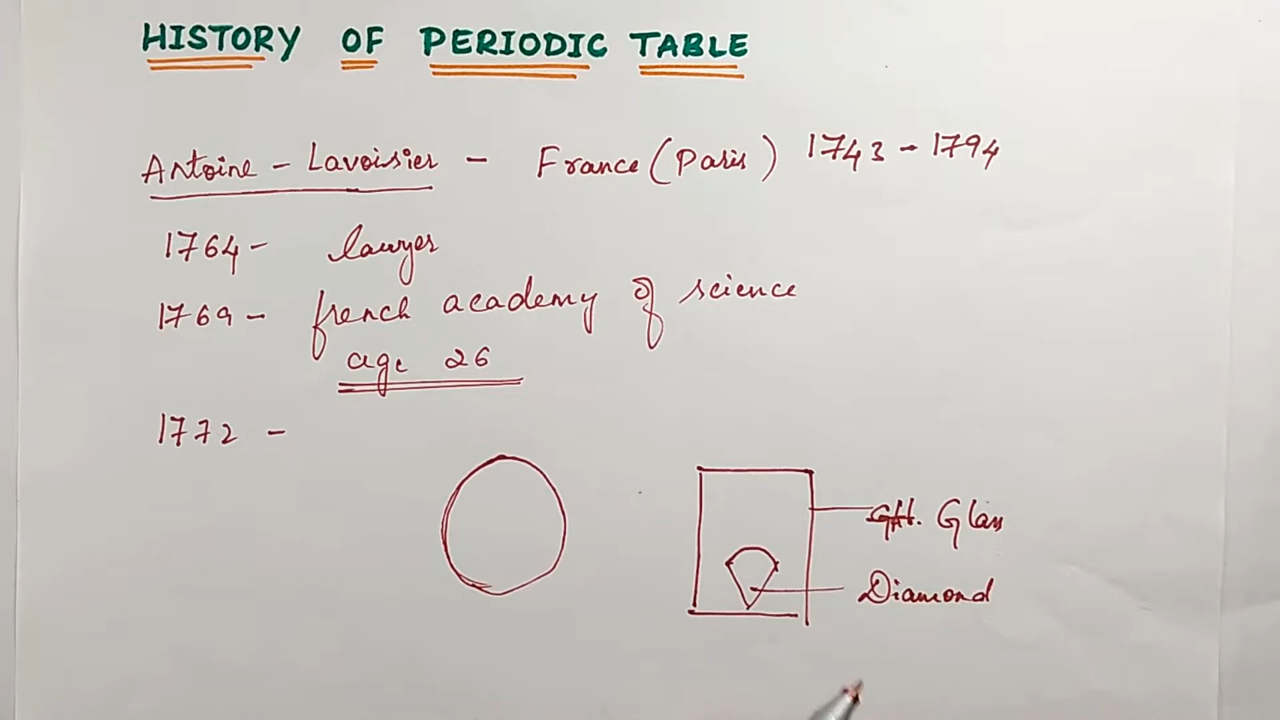 HISTORY OF PERIODIC TABLE
Antoine - Lavoisier - France (Paris) 1743 - 1794
1764 - lawyer
1769 - french academy of science
age 26
1772 -
Glass
Diamond